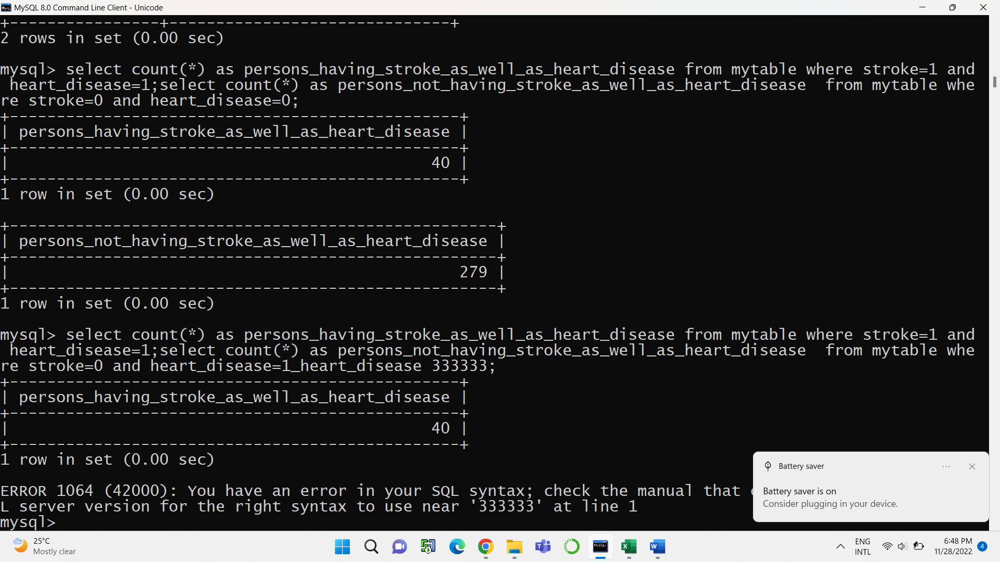 MySQL 8.0 Command Line Client - Unicode
+----------------+------------------------------+
2 rows in set (0.00 sec)
mysql> select count(*) as persons_having_stroke_as_well_as_heart_disease from mytable where stroke=1 and
 heart_disease=1;select count(*) as persons_not_having_stroke_as_well_as_heart_disease  from mytable whe
re stroke=0 and heart_disease=0;
+------------------------------------------------+
| persons_having_stroke_as_well_as_heart_disease |
+------------------------------------------------+
|                                             40 |
+------------------------------------------------+
1 row in set (0.00 sec)
+----------------------------------------------------+
| persons_not_having_stroke_as_well_as_heart_disease |
+----------------------------------------------------+
|                                                279 |
+----------------------------------------------------+
1 row in set (0.00 sec)
mysql> select count(*) as persons_having_stroke_as_well_as_heart_disease from mytable where stroke=1 and
 heart_disease=1;select count(*) as persons_not_having_stroke_as_well_as_heart_disease  from mytable whe
re stroke=0 and heart_disease=1_heart_disease 333333;
+------------------------------------------------+
| persons_having_stroke_as_well_as_heart_disease |
+------------------------------------------------+
|                                             40 |
+------------------------------------------------+
1 row in set (0.00 sec)
ERROR 1064 (42000): You have an error in your SQL syntax; check the manual that
L server version for the right syntax to use near '333333' at line 1
mysql>
Battery saver
Battery saver is on
Consider plugging in your device.
25°C
Mostly clear
MySQL
ENG
INTL
6:48 PM
11/28/2022
4